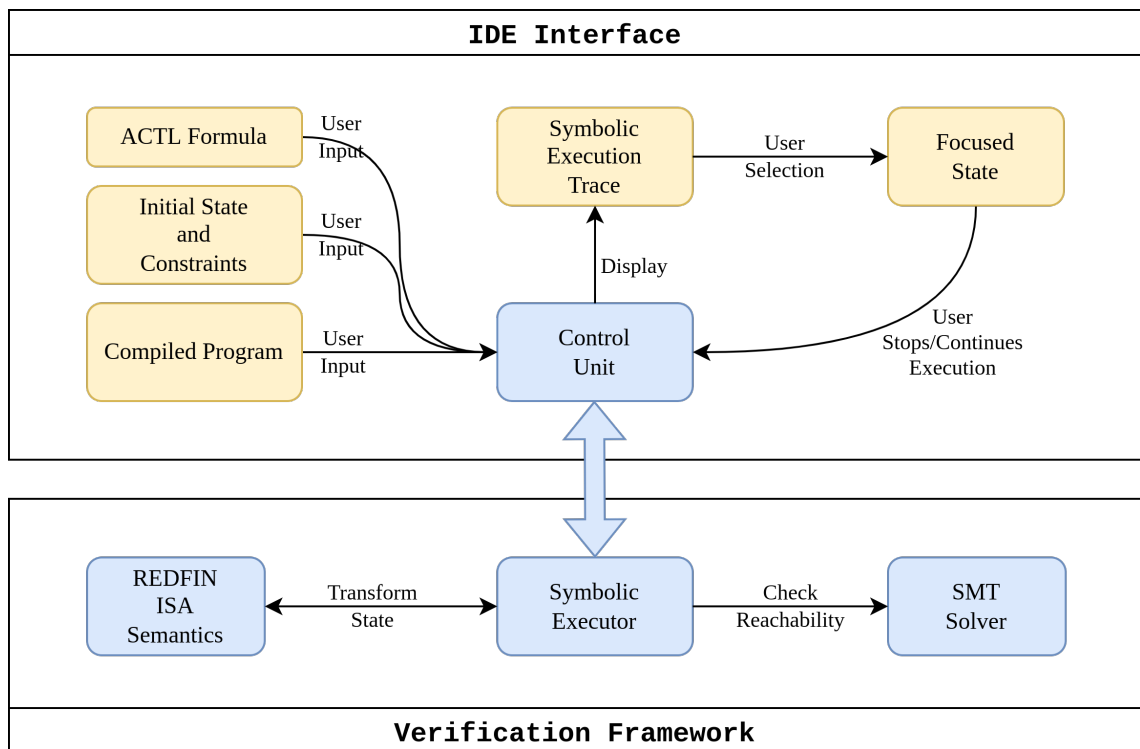 IDE Interface
ACTL Formula
User
Input
Initial State
and
Constraints
User
Input
Compiled Program
User
Input
Symbolic
Execution
Trace
User
Selection
Focused
State
Display
Control
Unit
User
Stops/Continues
Execution
REDFIN
ISA
Semantics
Transform
State
Symbolic
Executor
Check
Reachability
SMT
Solver
Verification Framework